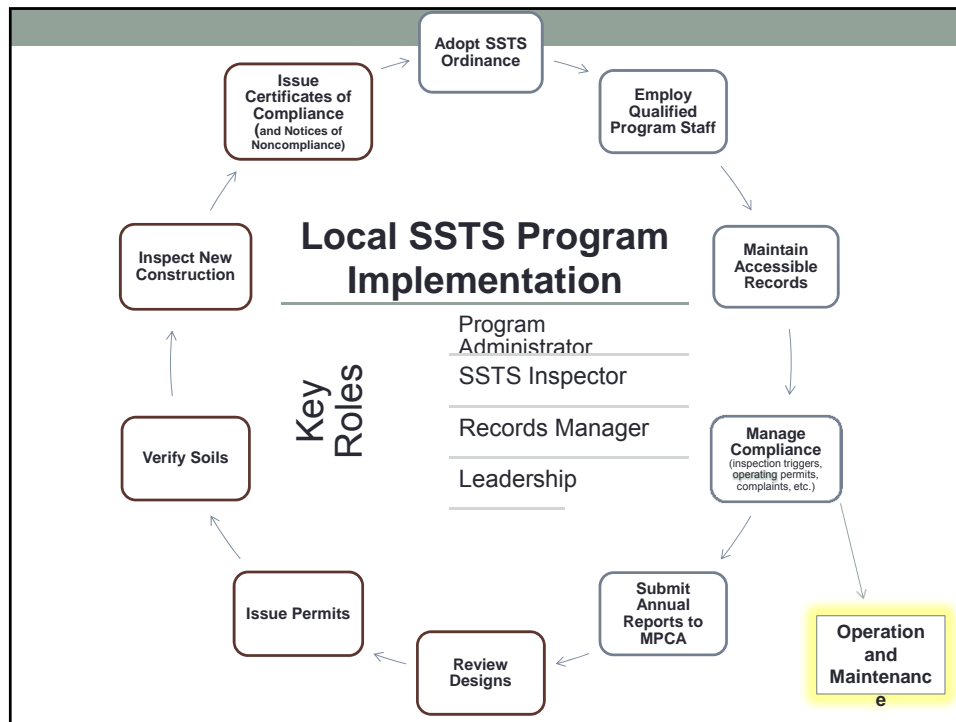 Adopt SSTS
Ordinance
Employ
Qualified
Program Staff
Maintain
Accessible
Records
Manage
Compliance
(inspection triggers,
operating permits,
complaints, etc.)
Operation
and
Maintenanc
e
Submit
Annual
Reports to
MPCA
Review
Designs
Issue Permits
Verify Soils
Inspect New
Construction
Issue
Certificates of
Compliance
(and Notices of
Noncompliance)
Local SSTS Program
Implementation
Key
Roles
Program
Administrator
SSTS Inspector
Records Manager
Leadership